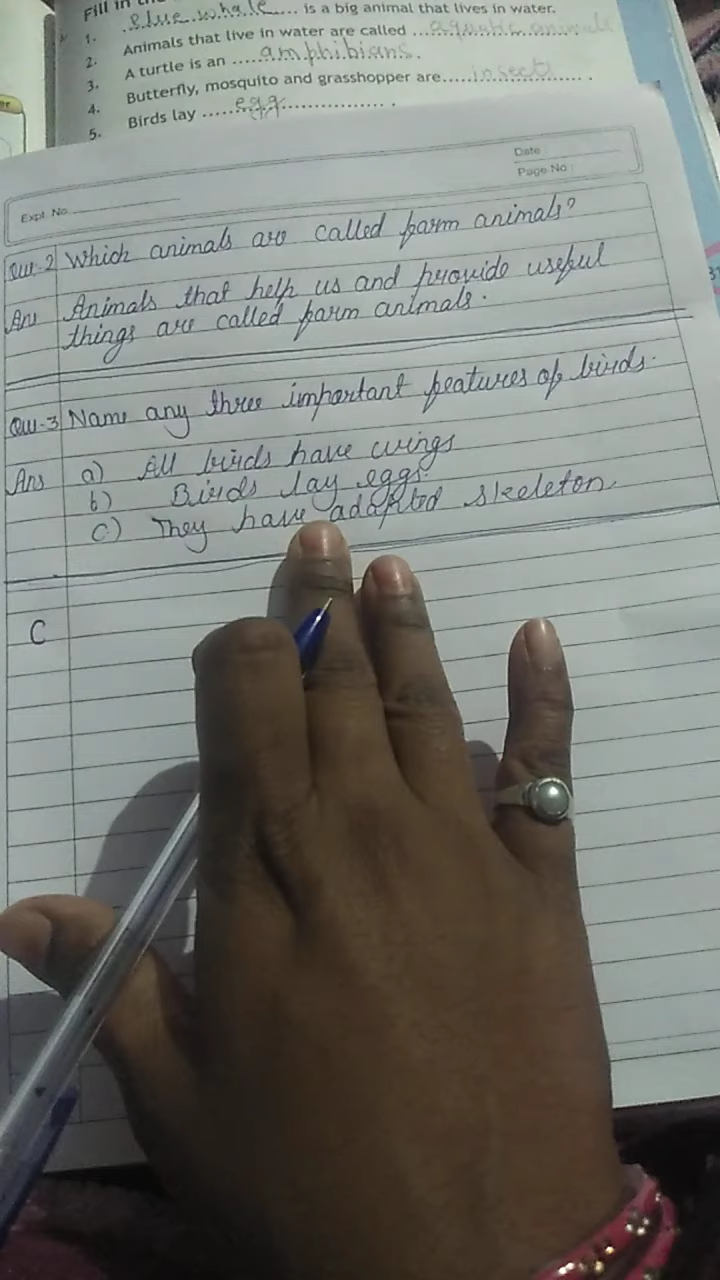 Fill in
1. Blue whale is a big animal that lives in water.
2. Animals that live in water are called ...aquatic animals
3. A turtle is an .....amphibians.
4. Butterfly, mosquito and grasshopper are.....insect................ .
5. Birds lay ......egg.................... .
Date
Page No.
Expt. No.
Que-2 Which animals are called farm animals?
Ans Animals that help us and provide useful
things are called farm animals.
Que-3 Name any three important features of birds.
Ans a) All birds have wings
b) Birds lay eggs.
c) They have adapted skeleton.
C